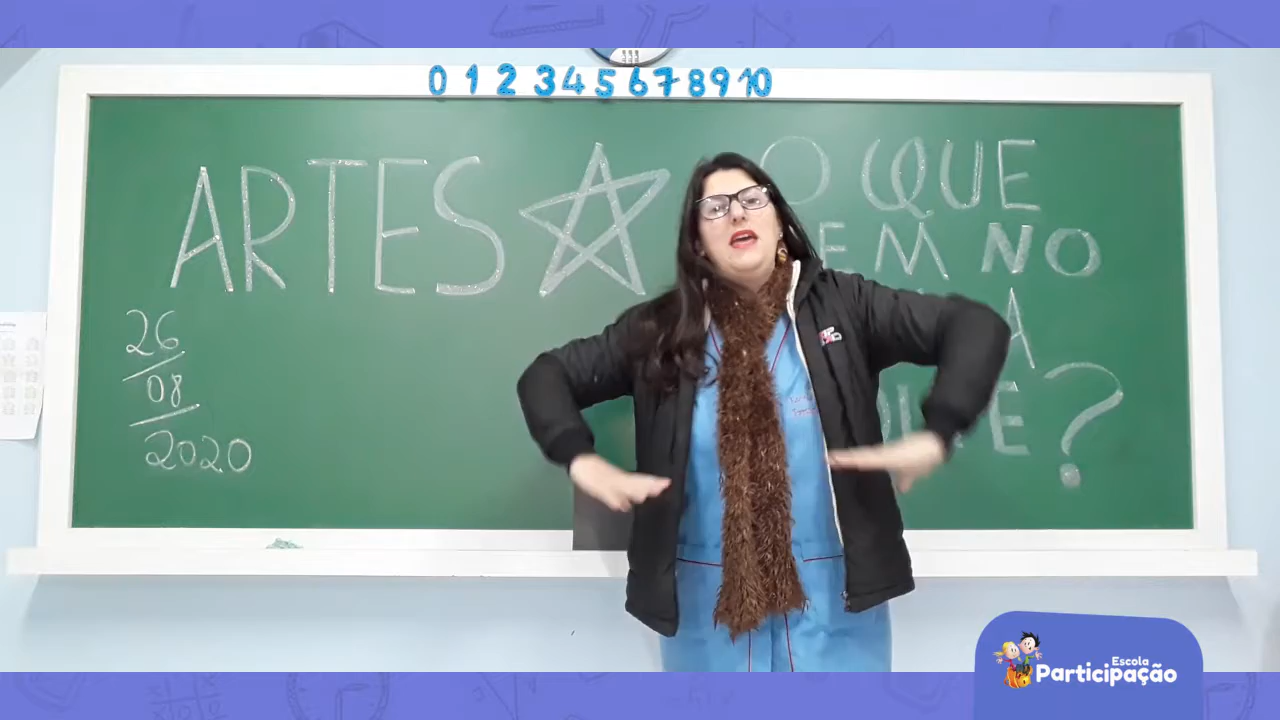 0 1 2 3 4 5 6 7 8 9 10
ARTES
O QUE
EM NO
A
E ?
26
08
2020
Escola
Participação